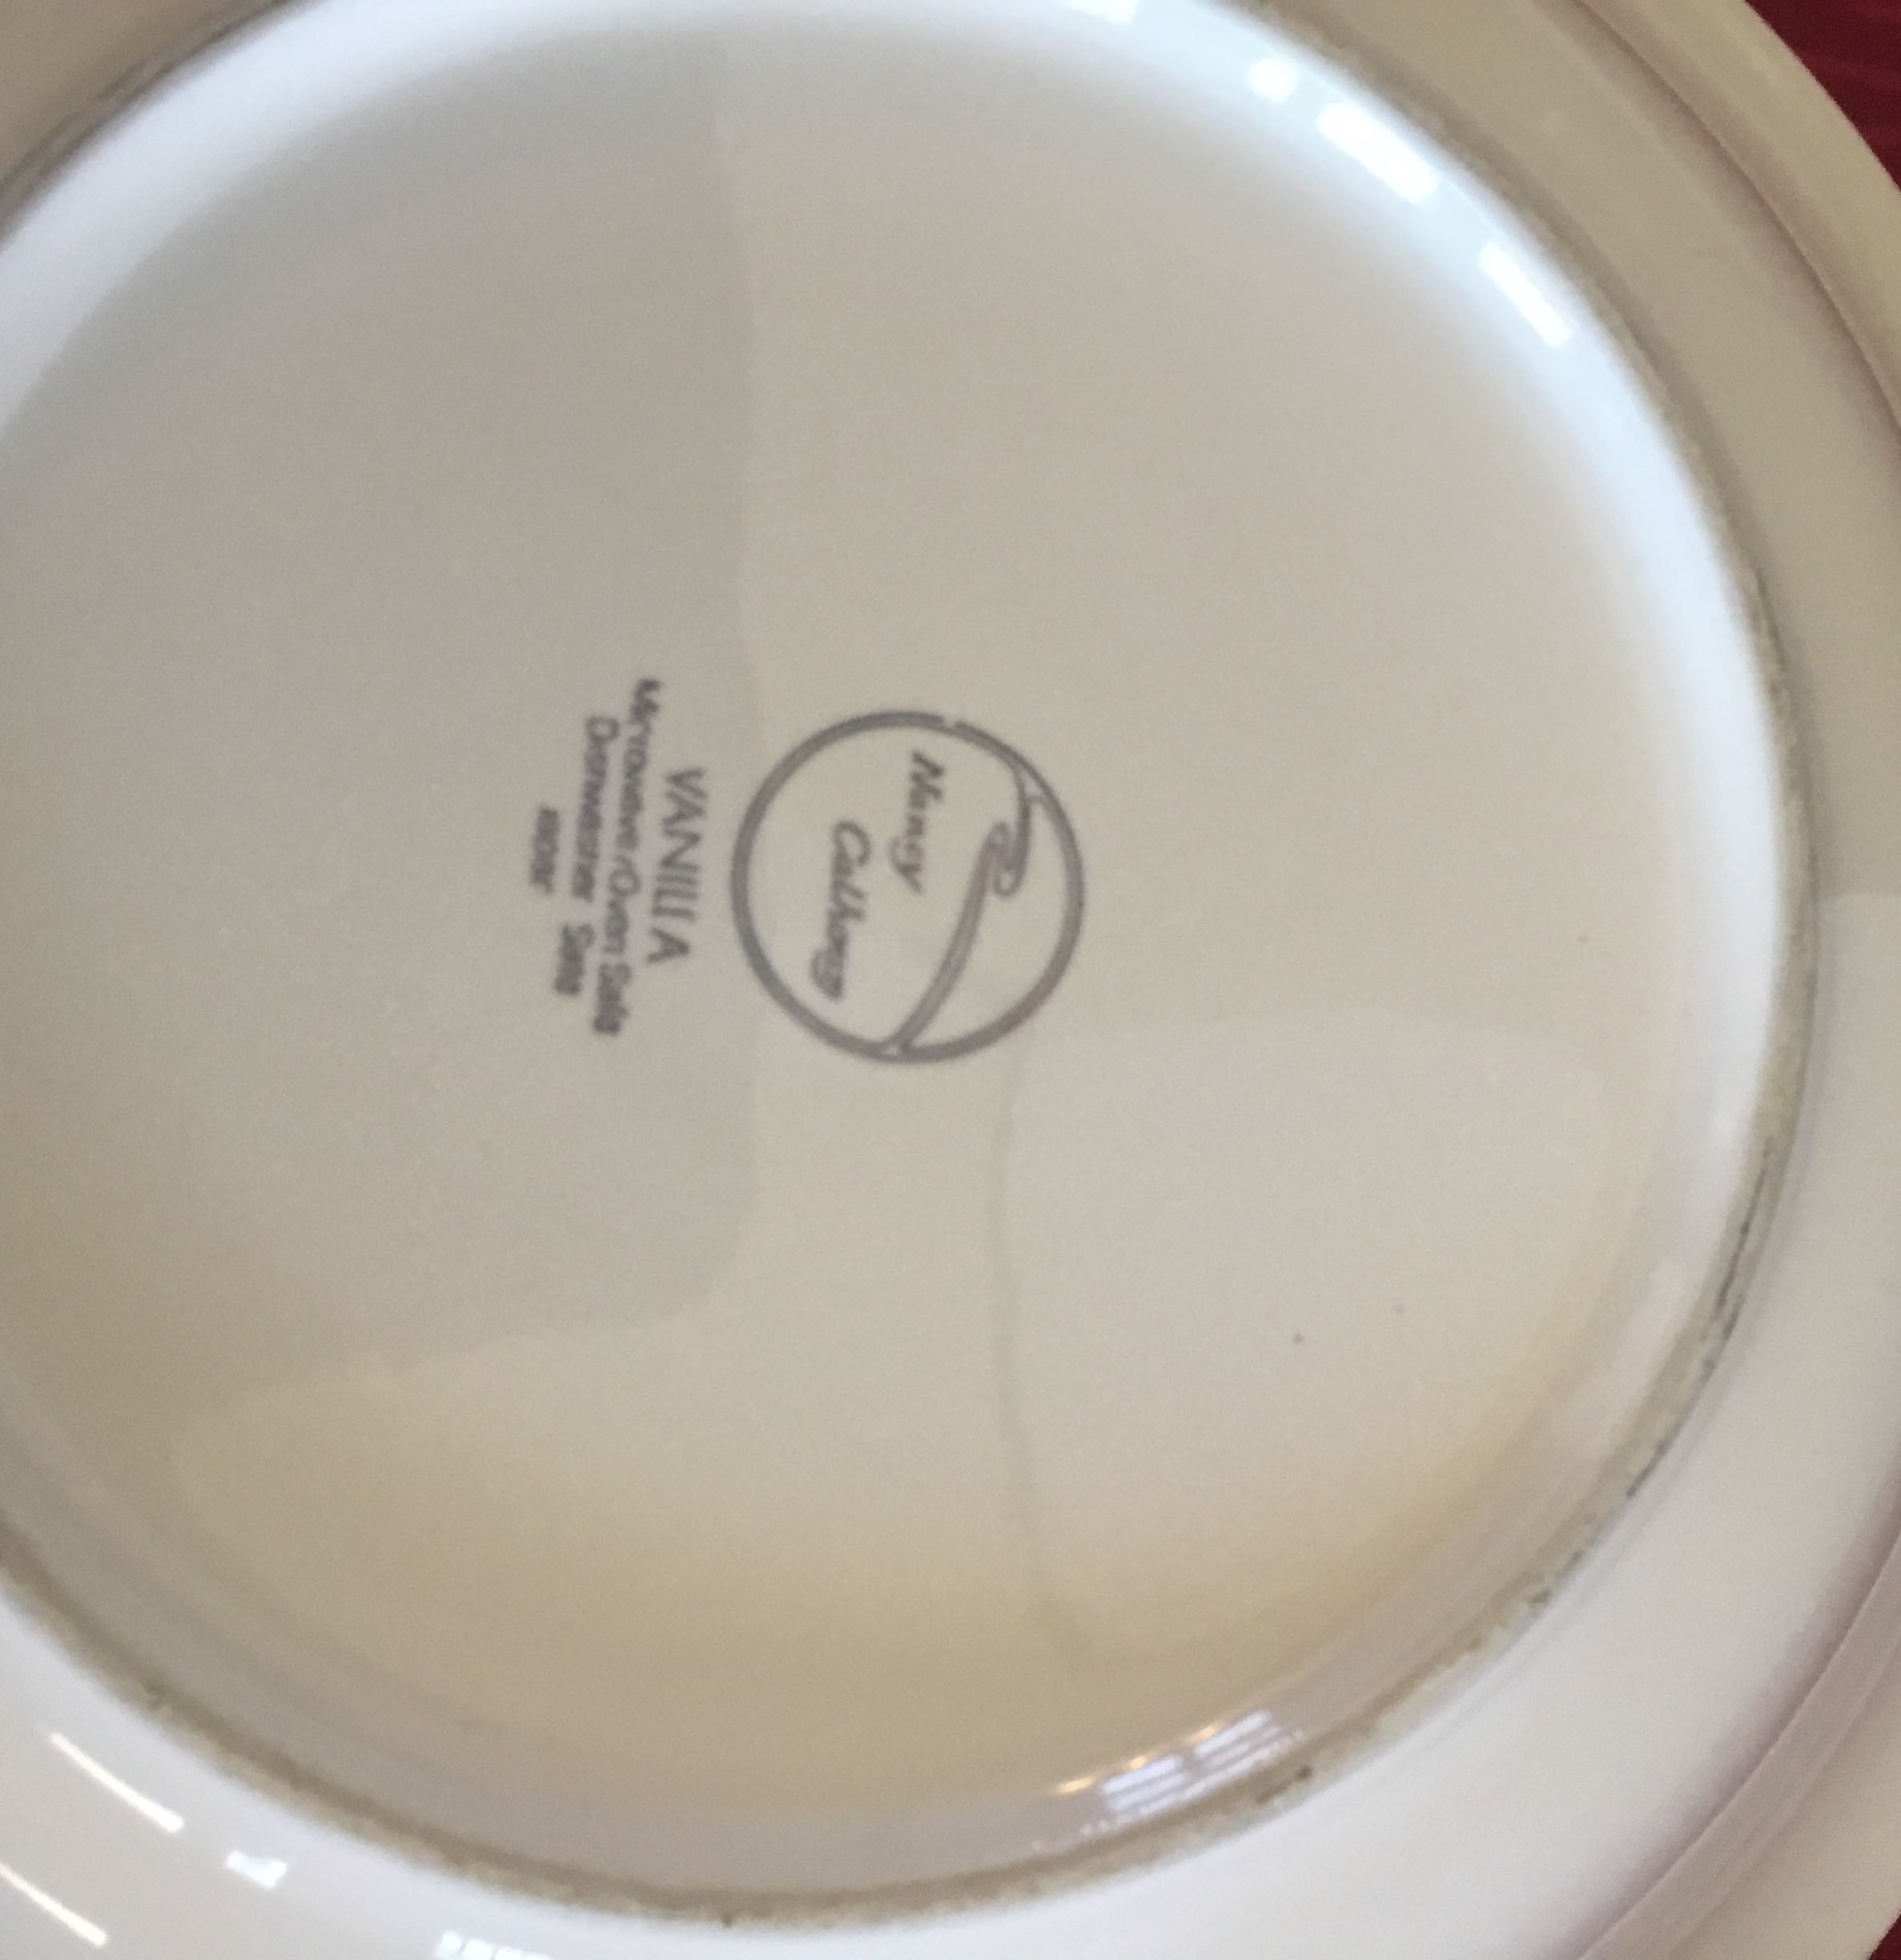 Nancy
Calhoun
VANILLA
Microwave/Oven Safe
Dishwasher Safe